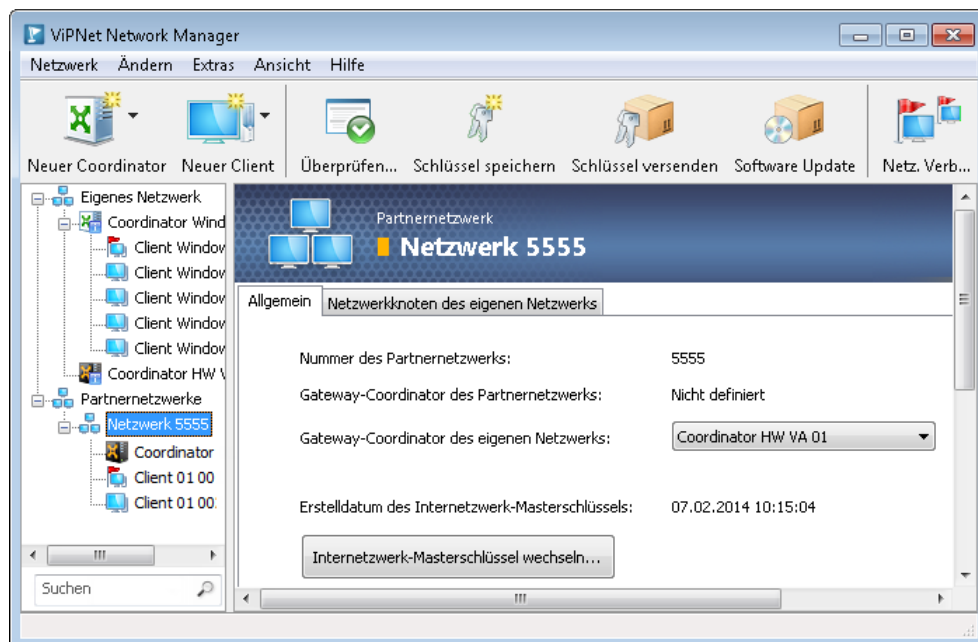 ViPNet Network Manager
Netzwerk Ändern Extras Ansicht Hilfe
Neuer Coordinator Neuer Client Überprüfen... Schlüssel speichern Schlüssel versenden Software Update Netz. Verb...
Eigenes Netzwerk
Coordinator Wind
Client Window
Client Window
Client Window
Client Window
Client Window
Coordinator HW V
Partnernetzwerke
Netzwerk 5555
Coordinator
Client 01 00
Client 01 00
Suchen
Partnernetzwerk
Netzwerk 5555
Allgemein Netzwerkknoten des eigenen Netzwerks
Nummer des Partnernetzwerks: 5555
Gateway-Coordinator des Partnernetzwerks: Nicht definiert
Gateway-Coordinator des eigenen Netzwerks: Coordinator HW VA 01
Erstelldatum des Internetzwerk-Masterschlüssels: 07.02.2014 10:15:04
Internetzwerk-Masterschlüssel wechseln...